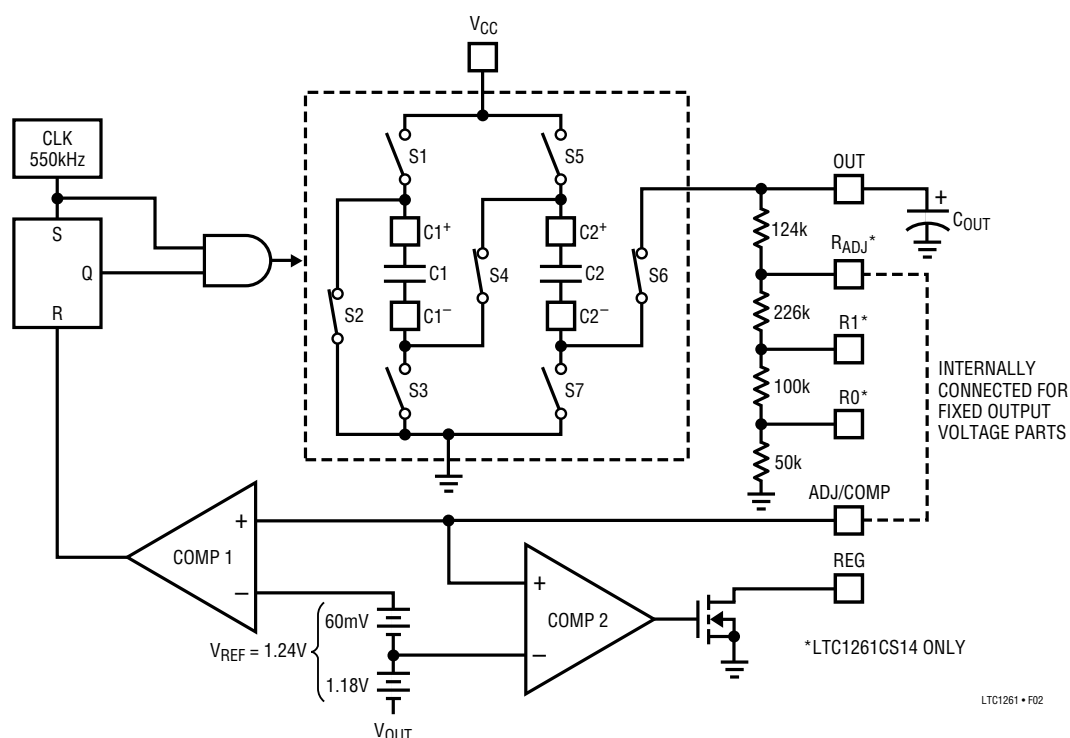 VCC
CLK
550kHz
S
Q
R
S1
S5
C1+
C2+
S2
C1
S4
C2
S6
C1−
C2−
S3
S7
OUT
+
COUT
124k
RADJ*
226k
R1*
100k
R0*
50k
INTERNALLY
CONNECTED FOR
FIXED OUTPUT
VOLTAGE PARTS
ADJ/COMP
+
COMP 1
−
REG
+
COMP 2
−
60mV
VREF = 1.24V
1.18V
VOUT
*LTC1261CS14 ONLY
LTC1261 • F02